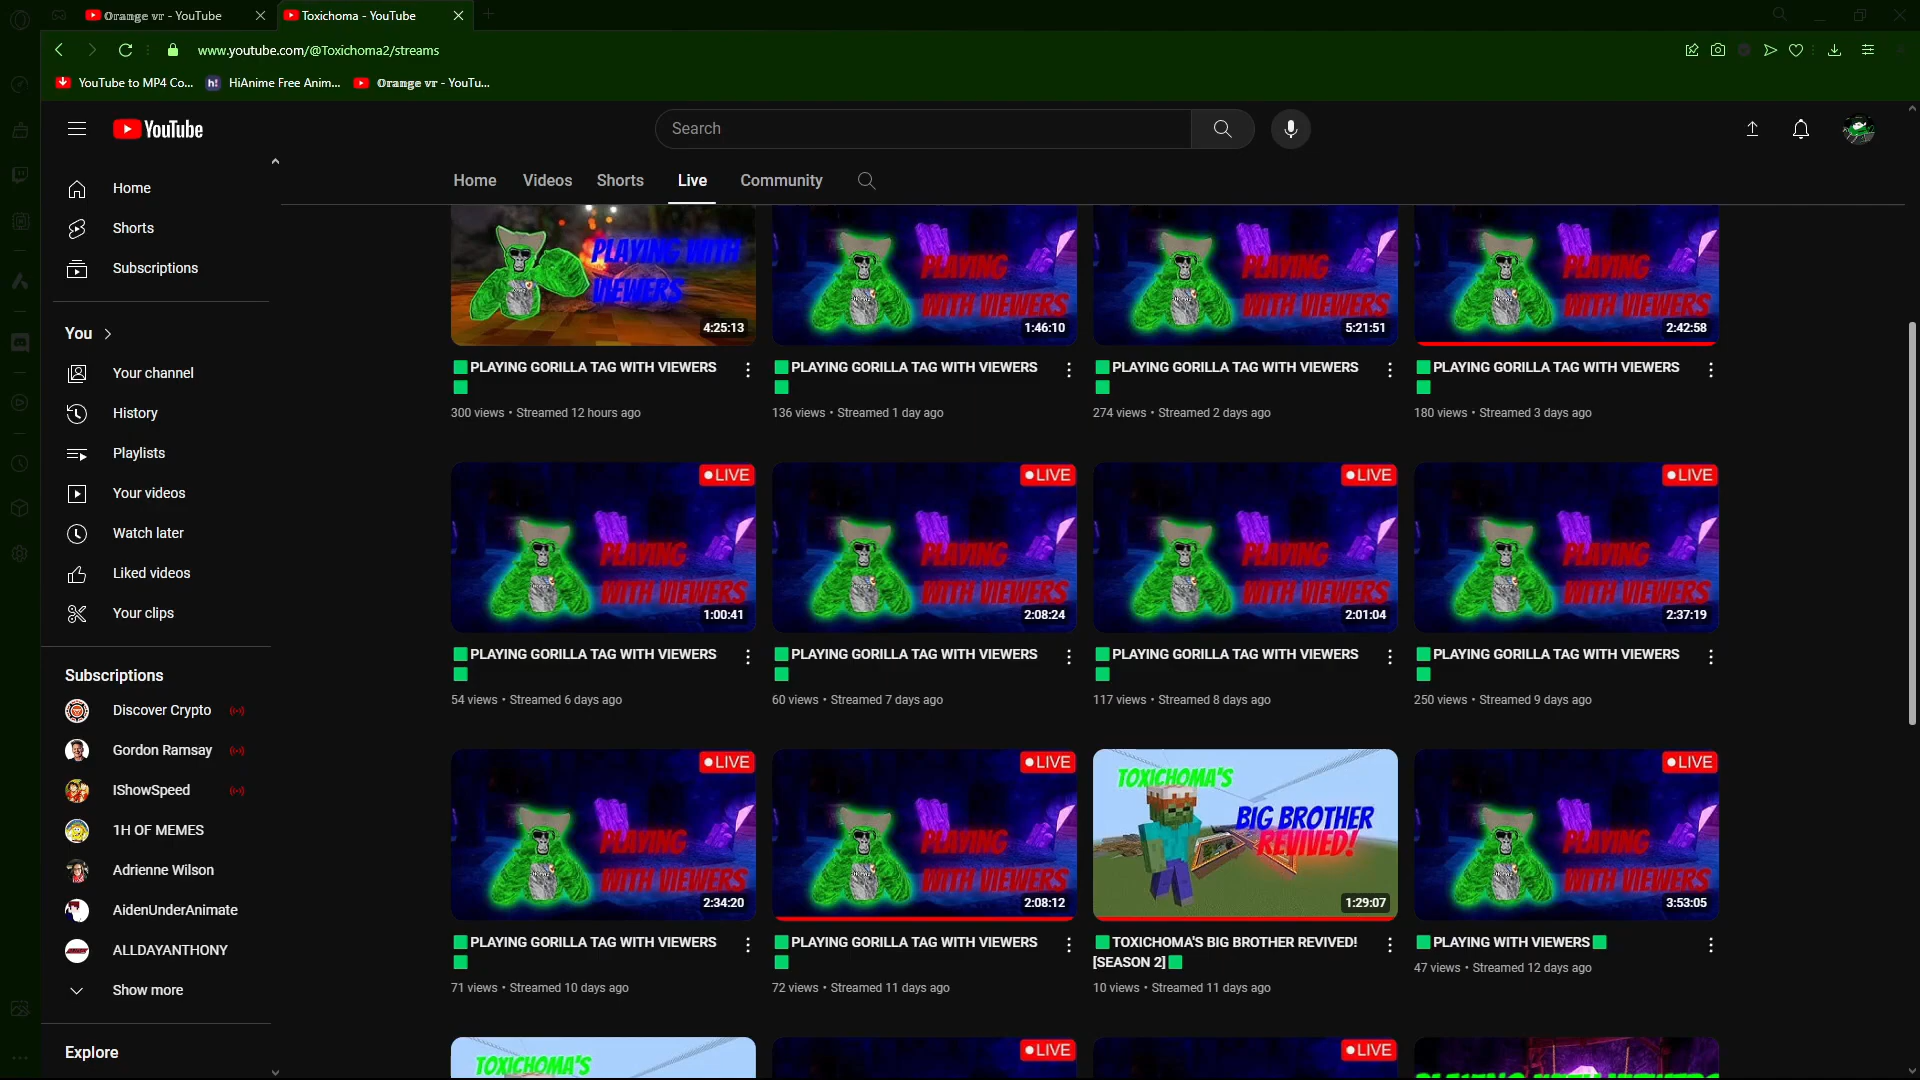 Orange vr - YouTube
Toxichoma - YouTube
www.youtube.com/@Toxichoma2/streams
YouTube to MP4 Co...
h!
HiAnime Free Anim...
Orange vr - YouTu...
YouTube
Search
Home
Videos
Shorts
Live
Community
Home
Shorts
Subscriptions
You
Your channel
History
Playlists
Your videos
Watch later
Liked videos
Your clips
Subscriptions
Discover Crypto
Gordon Ramsay
IShowSpeed
1H OF MEMES
Adrienne Wilson
AidenUnderAnimate
ALLDAYANTHONY
Show more
Explore
PLAYING WITH
VIEWERS
4:25:13
PLAYING
WITH VIEWERS
1:46:10
PLAYING
WITH VIEWERS
5:21:51
PLAYING
WITH VIEWERS
2:42:58
🟩PLAYING GORILLA TAG WITH VIEWERS
🟩
300 views • Streamed 12 hours ago
🟩PLAYING GORILLA TAG WITH VIEWERS
🟩
136 views • Streamed 1 day ago
🟩PLAYING GORILLA TAG WITH VIEWERS
🟩
274 views • Streamed 2 days ago
🟩PLAYING GORILLA TAG WITH VIEWERS
🟩
180 views • Streamed 3 days ago
LIVE
PLAYING
WITH VIEWERS
1:00:41
LIVE
PLAYING
WITH VIEWERS
2:08:24
LIVE
PLAYING
WITH VIEWERS
2:01:04
LIVE
PLAYING
WITH VIEWERS
2:37:19
🟩PLAYING GORILLA TAG WITH VIEWERS
🟩
54 views • Streamed 6 days ago
🟩PLAYING GORILLA TAG WITH VIEWERS
🟩
60 views • Streamed 7 days ago
🟩PLAYING GORILLA TAG WITH VIEWERS
🟩
117 views • Streamed 8 days ago
🟩PLAYING GORILLA TAG WITH VIEWERS
🟩
250 views • Streamed 9 days ago
LIVE
PLAYING
WITH VIEWERS
2:34:20
LIVE
PLAYING
WITH VIEWERS
2:08:12
TOXICHOMA'S
BIG BROTHER
REVIVED!
1:29:07
LIVE
PLAYING
WITH VIEWERS
3:53:05
🟩PLAYING GORILLA TAG WITH VIEWERS
🟩
71 views • Streamed 10 days ago
🟩PLAYING GORILLA TAG WITH VIEWERS
🟩
72 views • Streamed 11 days ago
🟩TOXICHOMA'S BIG BROTHER REVIVED!
[SEASON 2]🟩
10 views • Streamed 11 days ago
🟩PLAYING WITH VIEWERS🟩
47 views • Streamed 12 days ago
TOXICHOMA'S
LIVE
LIVE
PLAYING WITH VIEWERS